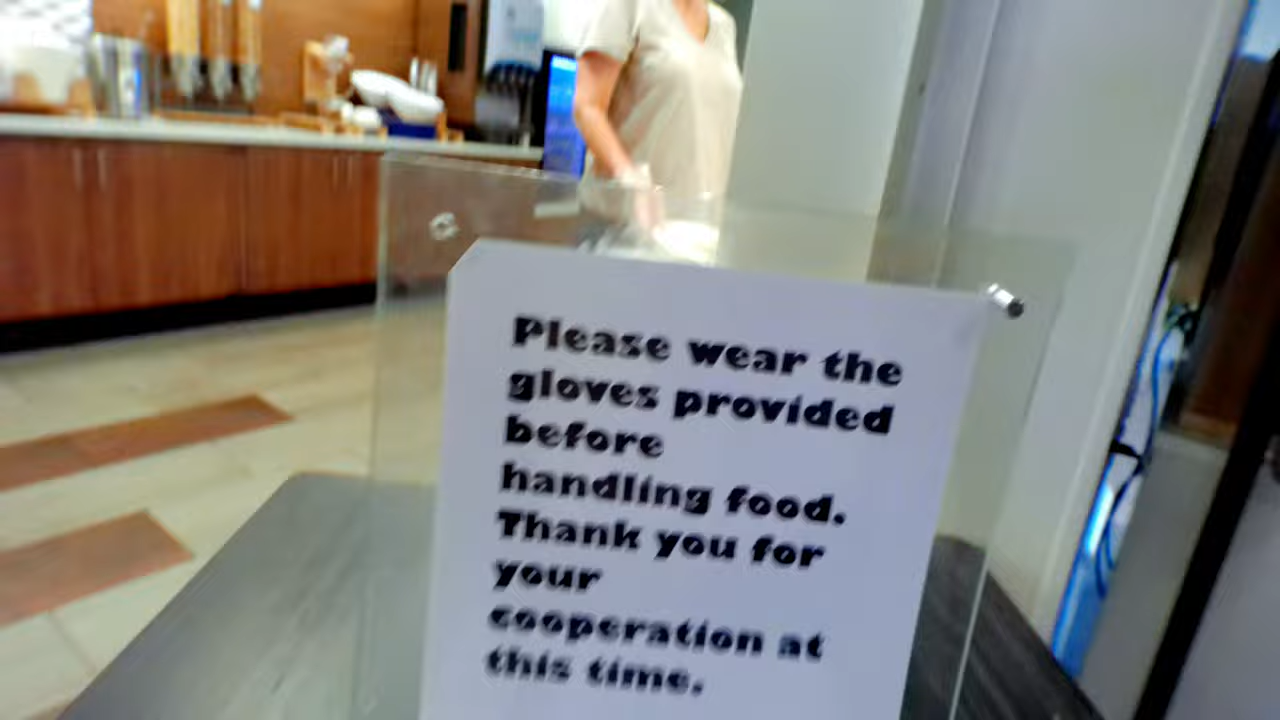 Please wear the
gloves provided
before
handling food.
Thank you for
your
cooperation at
this time.